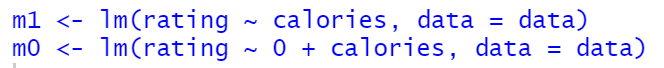 m1 <- lm(rating ~ calories, data = data)
m0 <- lm(rating ~ 0 + calories, data = data)